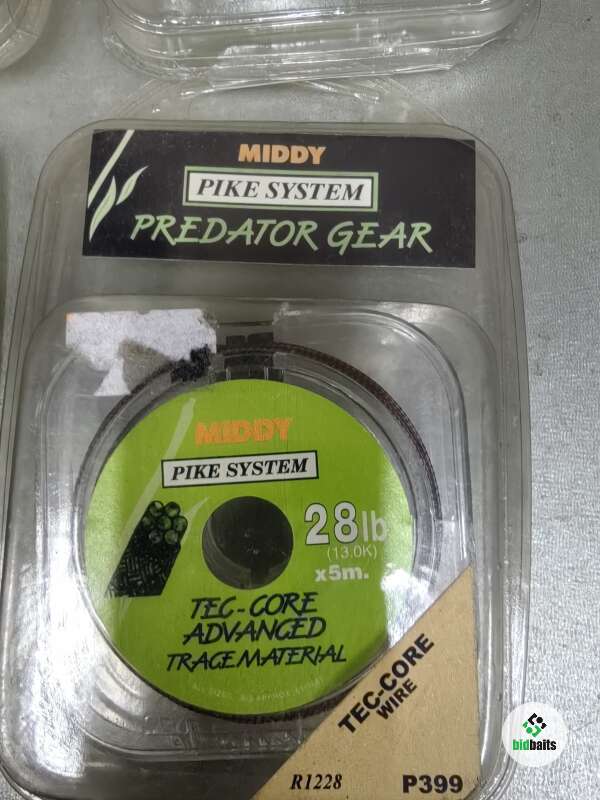 MIDDY
PIKE SYSTEM
PREDATOR GEAR
MIDDY
PIKE SYSTEM
28lb
(13.0K)
x5m.
TEC-CORE
ADVANCED
TRACE MATERIAL
TEC-CORE
WIRE
R1228
P399
bidbaits